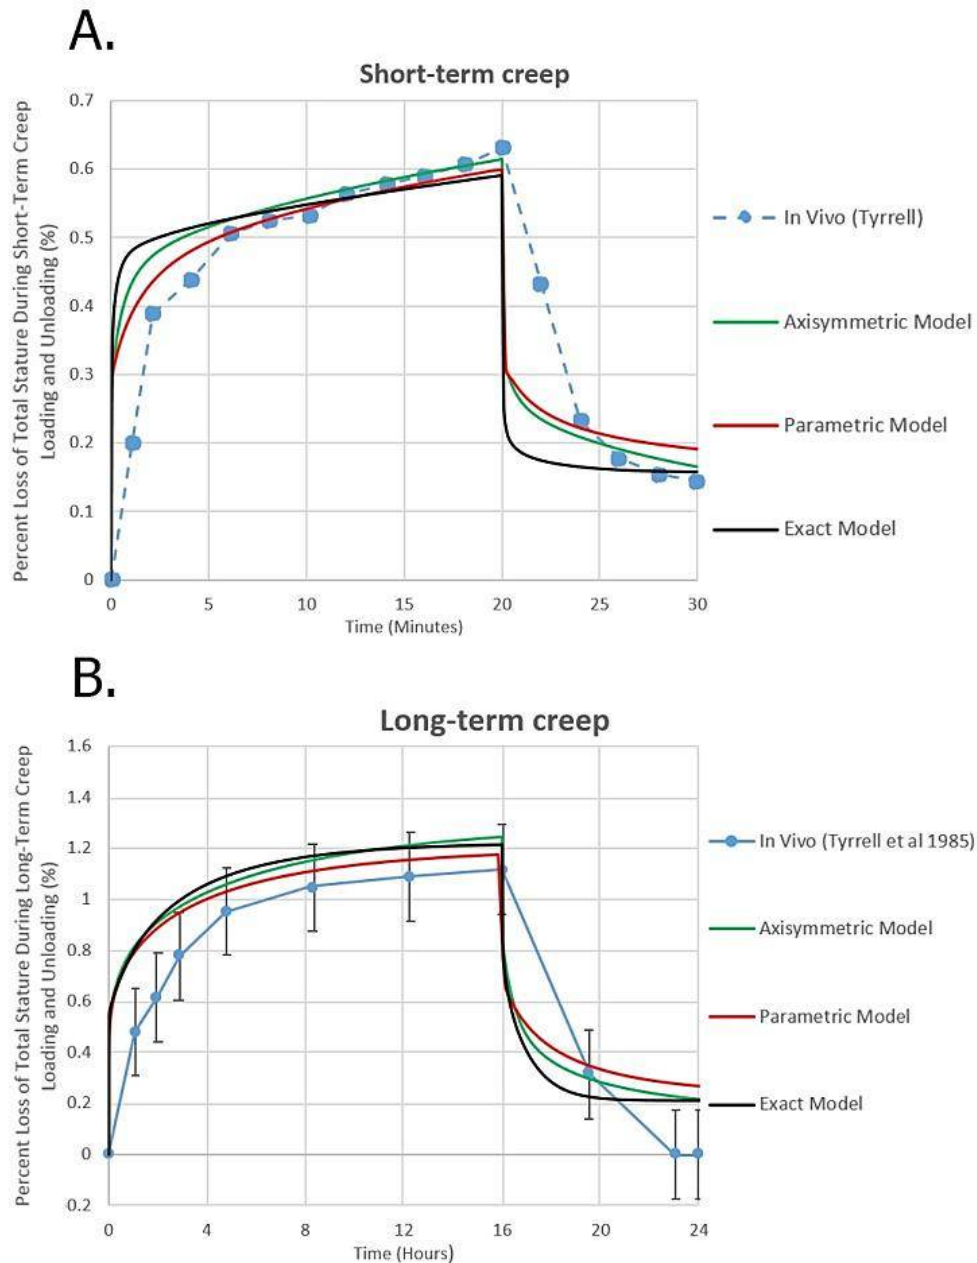 A.
Short-term creep
Percent Loss of Total Stature During Short-Term Creep
Loading and Unloading (%)
0.7
0.6
0.5
0.4
0.3
0.2
0.1
0
0 5 10 15 20 25 30
Time (Minutes)
In Vivo (Tyrrell)
Axisymmetric Model
Parametric Model
Exact Model
B.
Long-term creep
Percent Loss of Total Stature During Long-Term Creep
Loading and Unloading (%)
1.6
1.4
1.2
1
0.8
0.6
0.4
0.2
0
0.2
0 4 8 12 16 20 24
Time (Hours)
In Vivo (Tyrrell et al 1985)
Axisymmetric Model
Parametric Model
Exact Model